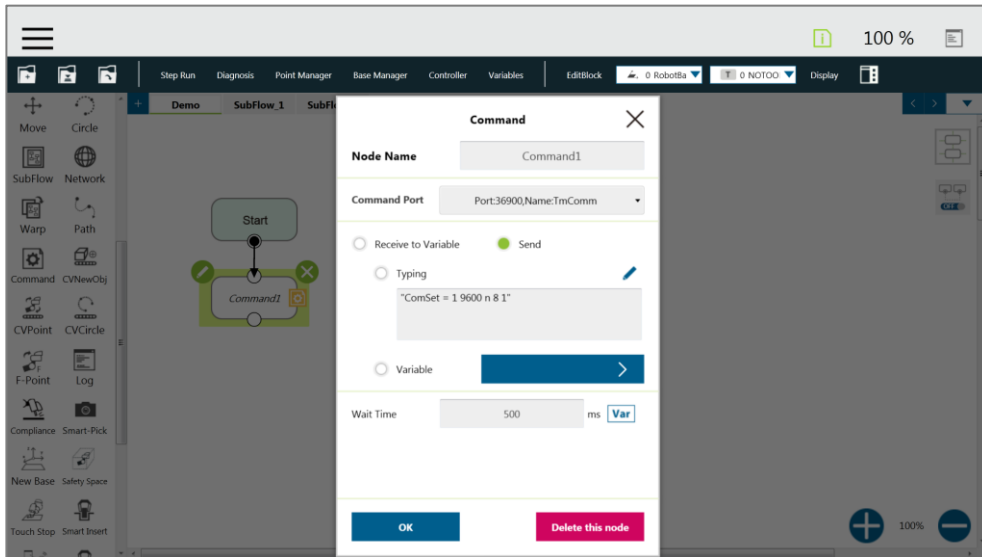 100 %
Step Run Diagnosis Point Manager Base Manager Controller Variables EditBlock 0 RobotBa T 0 NOTOO Display
Move Circle
SubFlow Network
Warp Path
Command CVNewObj
CVPoint CVCircle
F-Point Log
Compliance Smart-Pick
New Base Safety Space
Touch Stop Smart Insert
+ Demo SubFlow_1 SubFl
Start
Command1
Command
Node Name Command1
Command Port Port:36900,Name:TmComm
Receive to Variable Send
Typing
"ComSet = 1 9600 n 8 1"
Variable
Wait Time 500 ms Var
OK Delete this node
OFF
100%